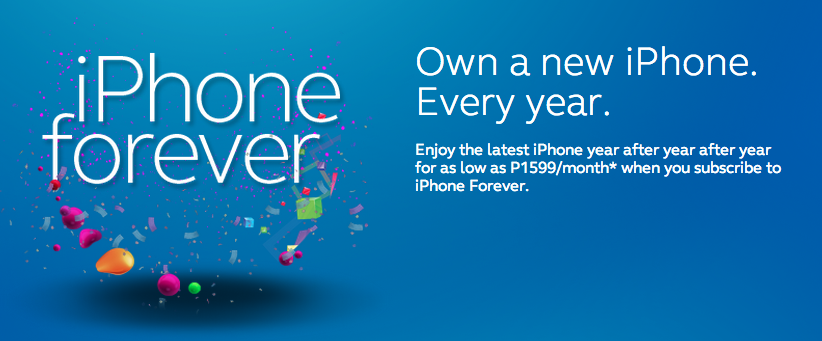 iPhone
forever
Own a new iPhone.
Every year.
Enjoy the latest iPhone year after year after year
for as low as P1599/month* when you subscribe to
iPhone Forever.